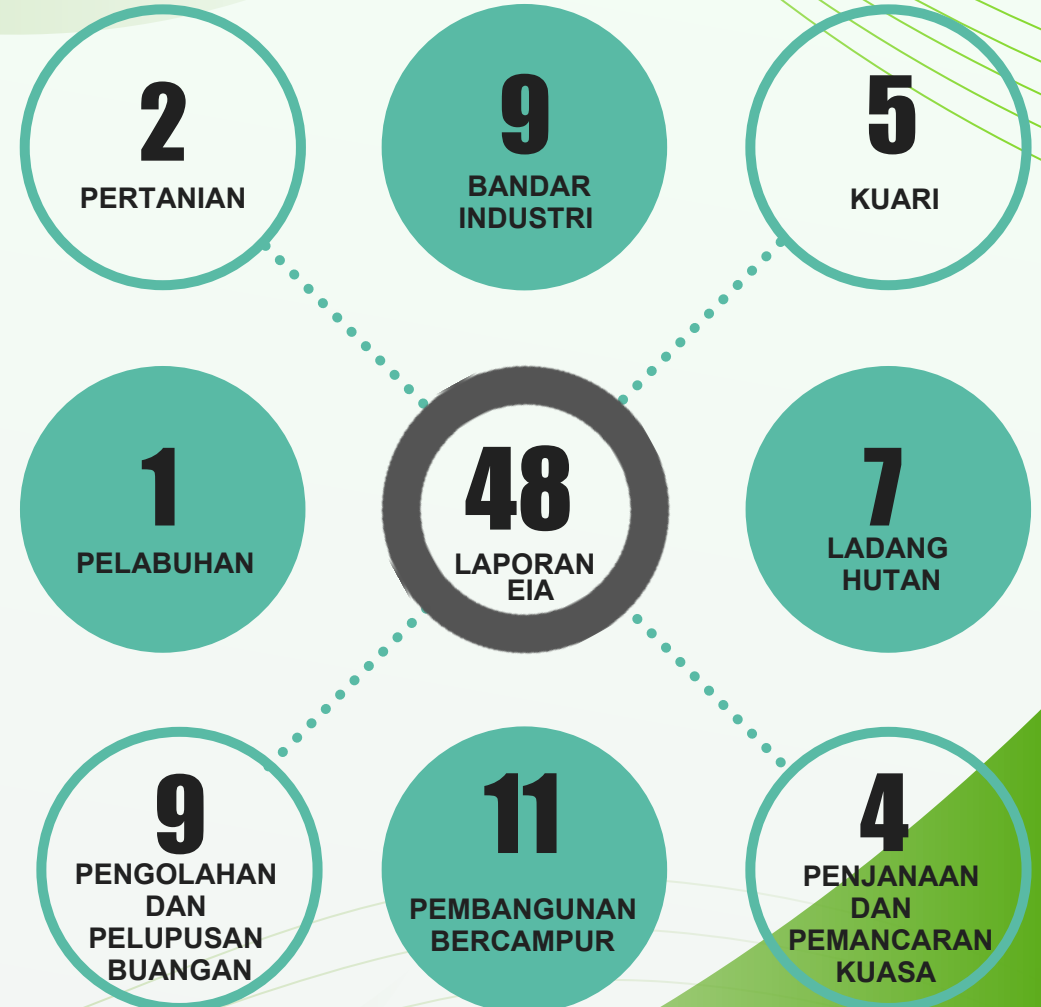 2
PERTANIAN
9
BANDAR
INDUSTRI
5
KUARI
1
PELABUHAN
48
LAPORAN
EIA
7
LADANG
HUTAN
9
PENGOLAHAN
DAN
PELUPUSAN
BUANGAN
11
PEMBANGUNAN
BERCAMPUR
4
PENJANAAN
DAN
PEMANCARAN
KUASA